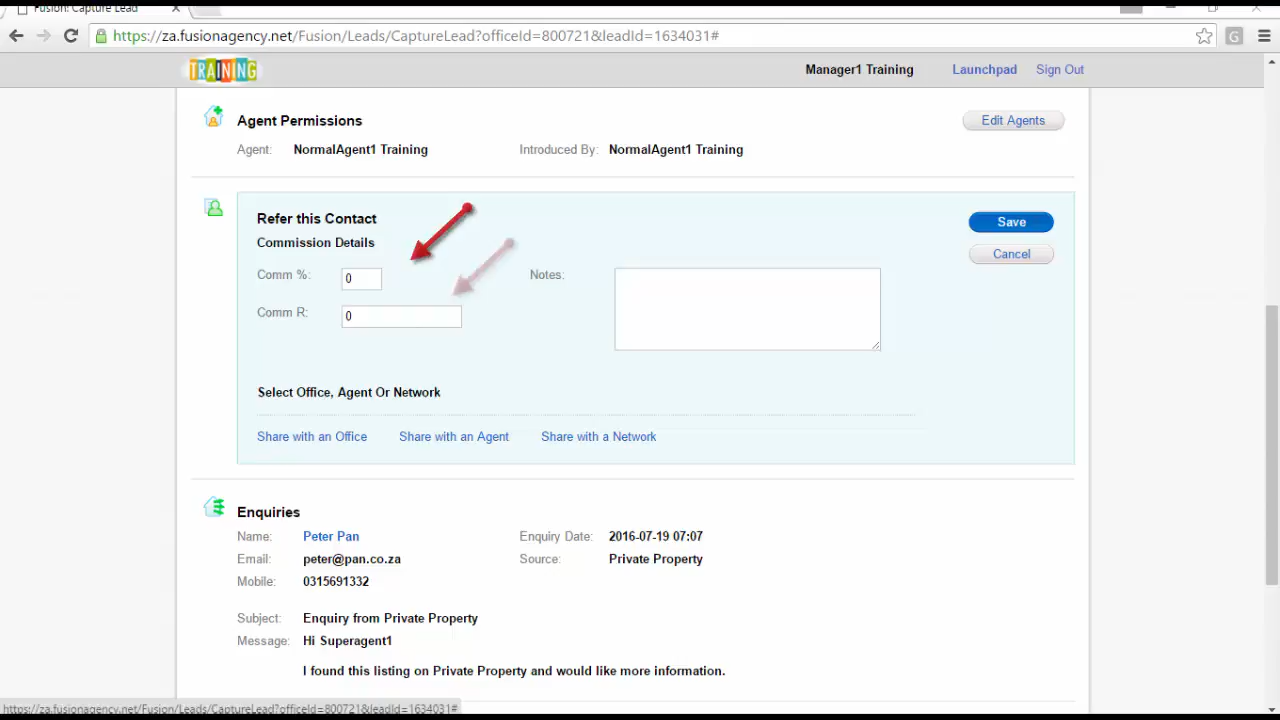 Fusion: Capture Lead
https://za.fusionagency.net/Fusion/Leads/CaptureLead?officeId=800721&leadId=1634031#
TRAINING
Manager1 Training Launchpad Sign Out
Agent Permissions
Edit Agents
Agent: NormalAgent1 Training Introduced By: NormalAgent1 Training
Refer this Contact
Save
Commission Details
Cancel
Comm %: 0 Notes:
Comm R: 0
Select Office, Agent Or Network
Share with an Office Share with an Agent Share with a Network
Enquiries
Name: Peter Pan Enquiry Date: 2016-07-19 07:07
Email: peter@pan.co.za Source: Private Property
Mobile: 0315691332
Subject: Enquiry from Private Property
Message: Hi Superagent1
I found this listing on Private Property and would like more information.
https://za.fusionagency.net/Fusion/Leads/CaptureLead?officeId=800721&leadId=1634031#